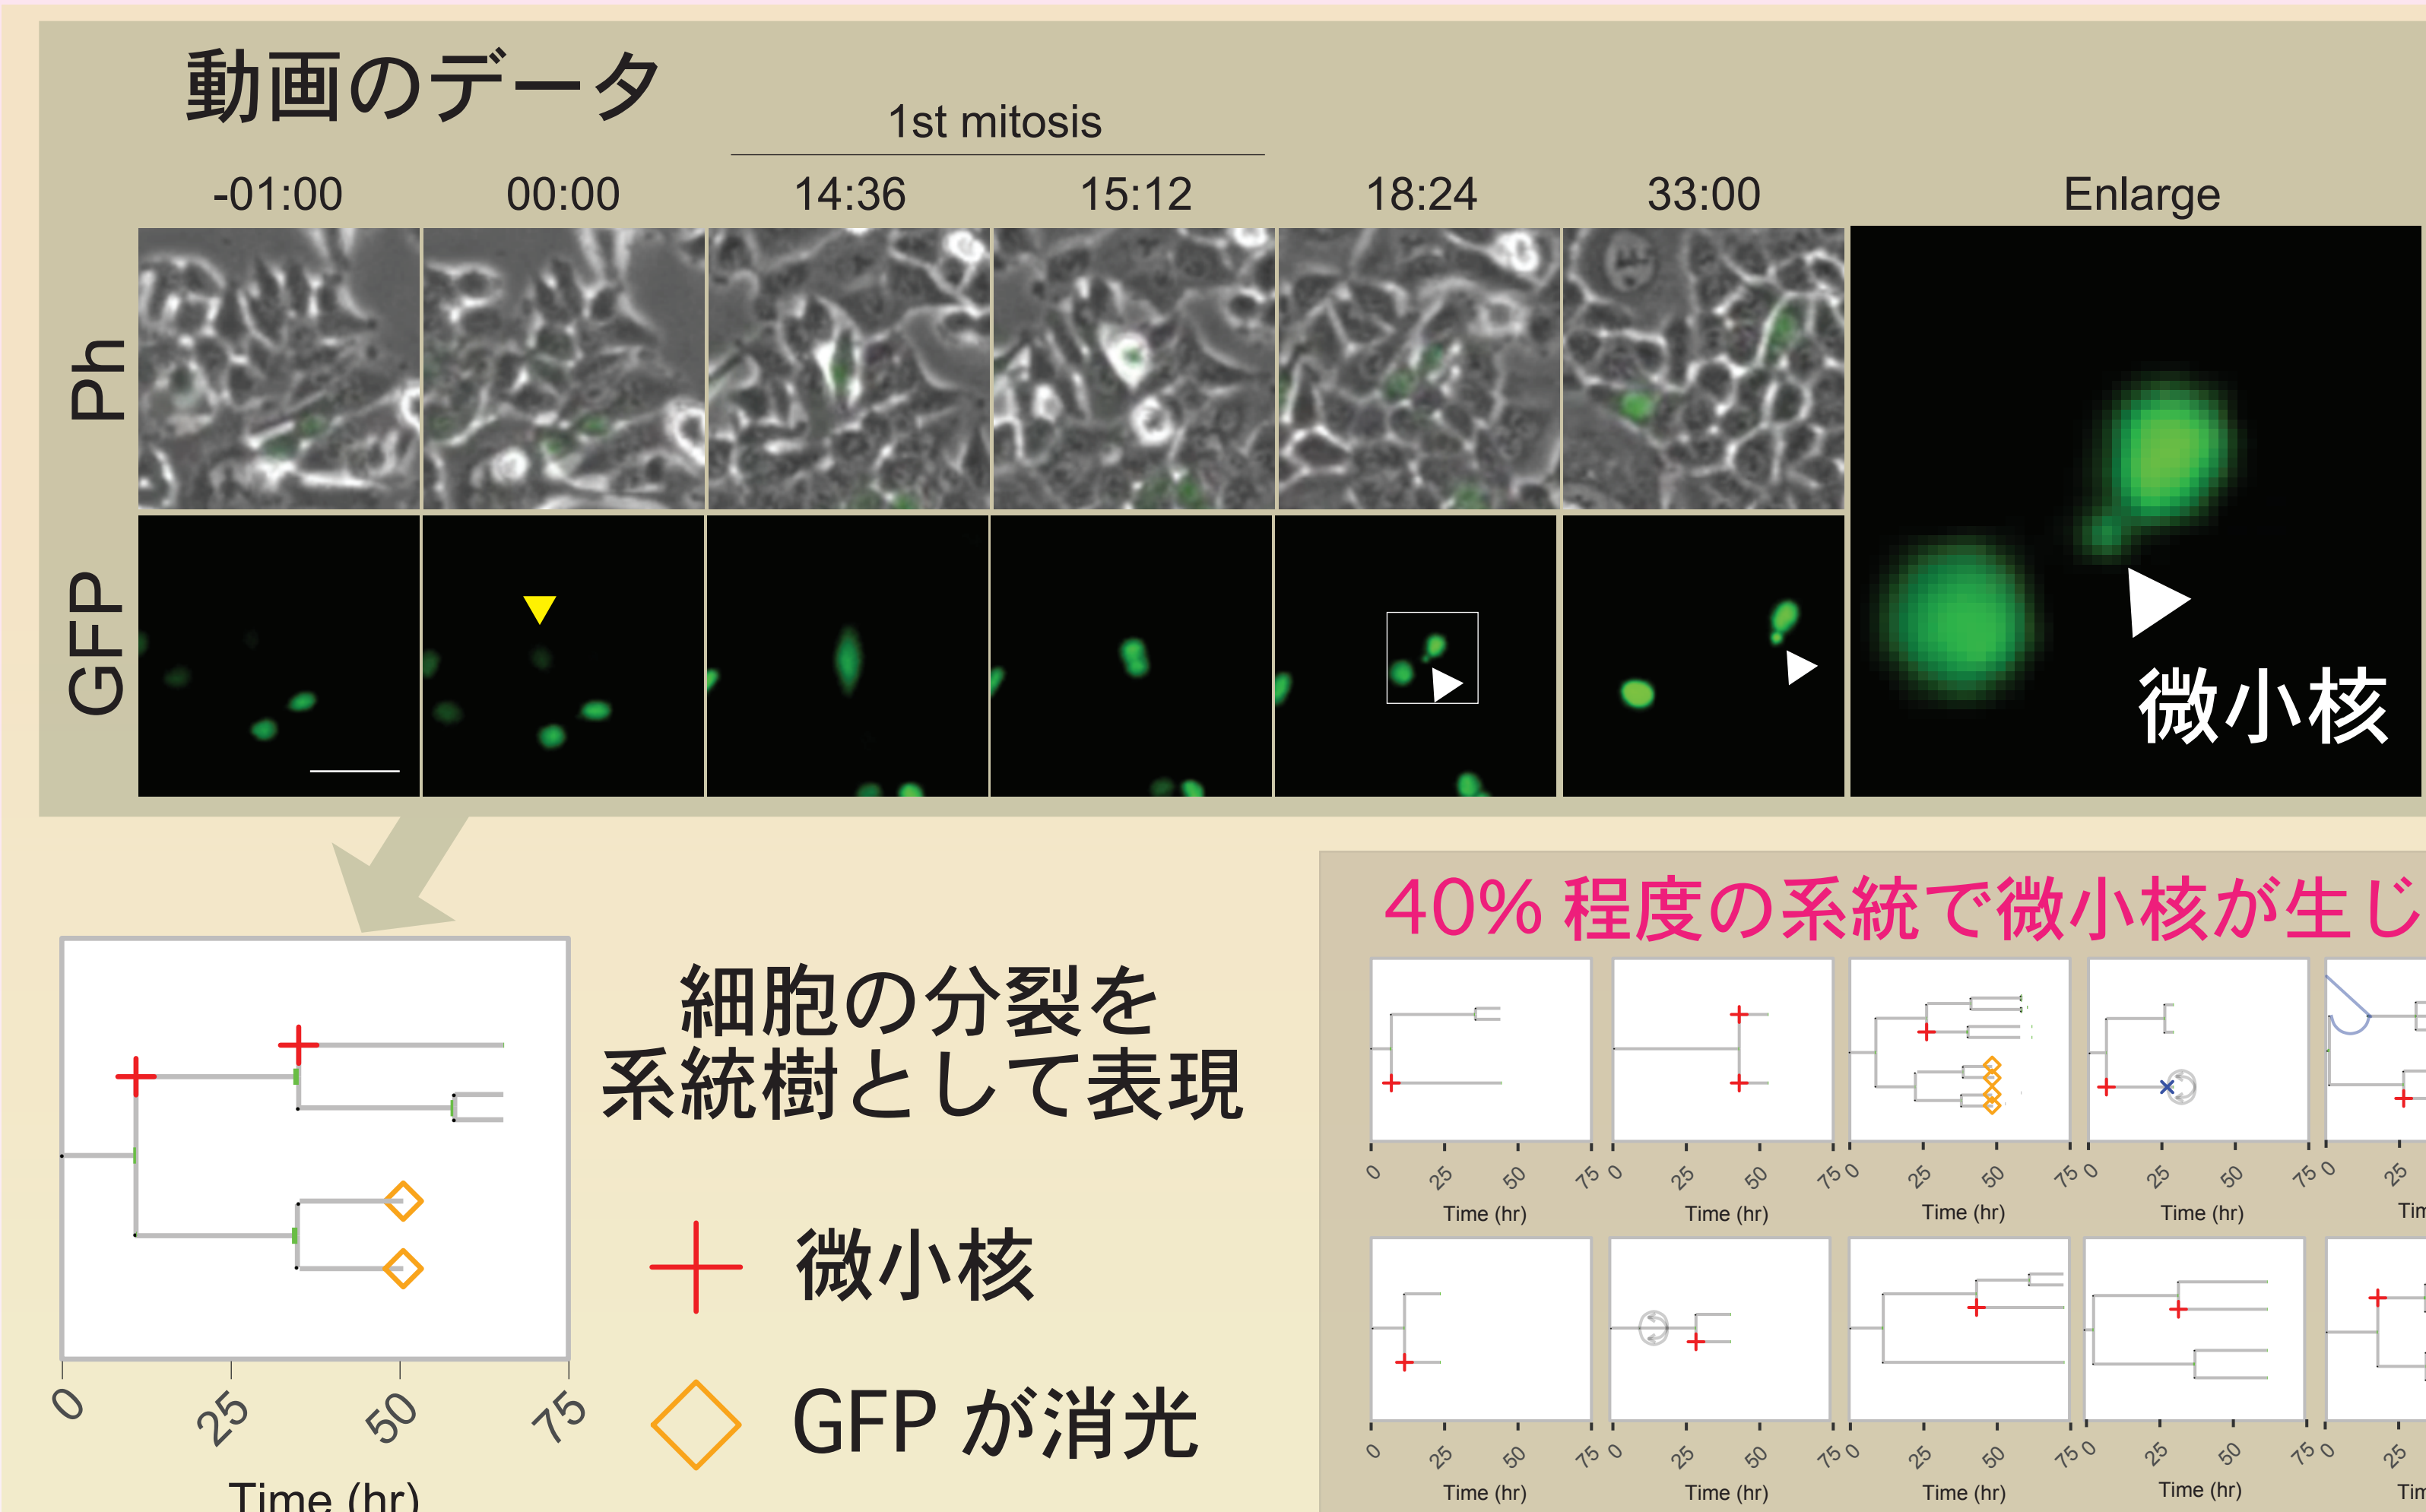 動画のデータ
1st mitosis
-01:00 00:00 14:36 15:12 18:24 33:00 Enlarge
Ph
GFP
微小核
細胞の分裂を
系統樹として表現
微小核
GFP が消光
0 25 50 75
Time (hr)
40% 程度の系統で微小核が生じ
0 25 50 75 0 25 50 75 0 25 50 75 0 25 50 75 0 25
Time (hr) Time (hr) Time (hr) Time (hr) Tim
0 25 50 75 0 25 50 75 0 25 50 75 0 25 50 75 0 25
Time (hr) Time (hr) Time (hr) Time (hr) Tim